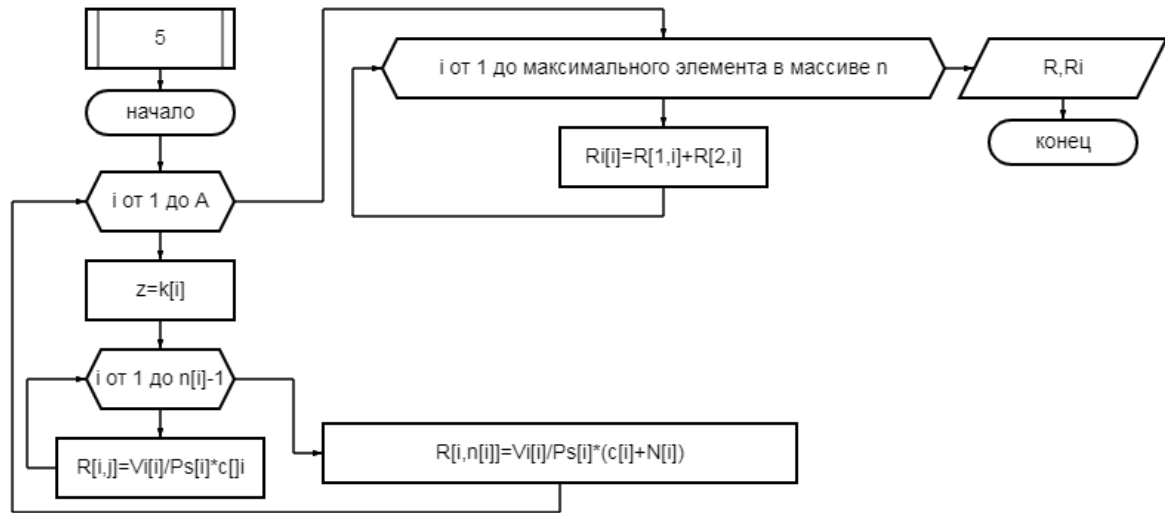 5
начало
i от 1 до A
z=k[i]
i от 1 до n[i]-1
R[i,j]=Vi[i]/Ps[i]*c[]i
R[i,n[i]]=Vi[i]/Ps[i]*(c[i]+N[i])
i от 1 до максимального элемента в массиве n
Ri[i]=R[1,i]+R[2,i]
R,Ri
конец